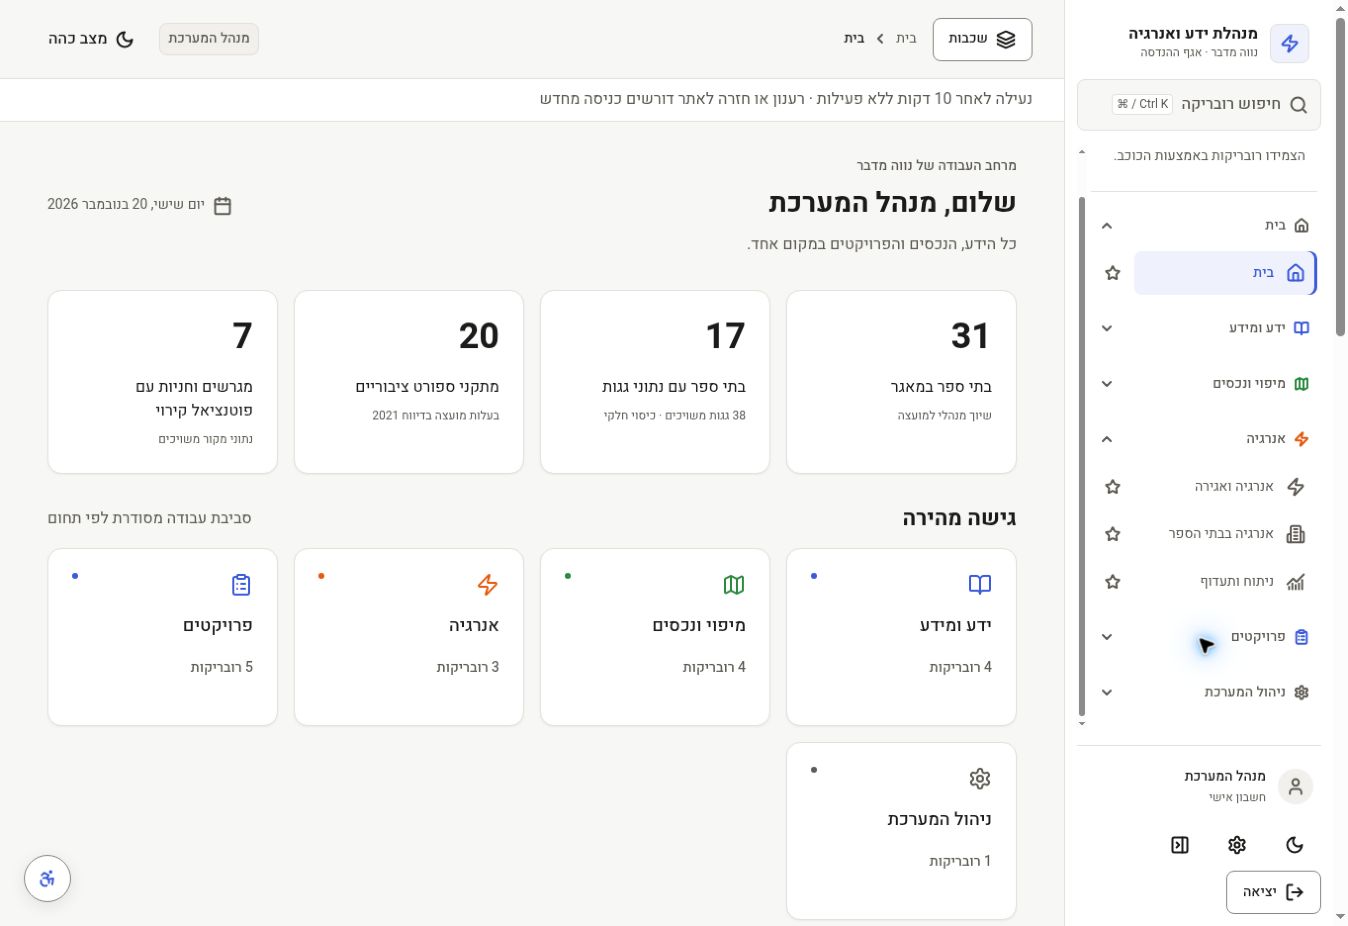 מנהלת ידע ואנרגיה
נווה מדבר · אגף ההנדסה
חיפוש רובריקה
⌘ / Ctrl K
הצמידו רובריקות באמצעות הכוכב.
בית
בית
ידע ומידע
מיפוי ונכסים
אנרגיה
אנרגיה ואגירה
אנרגיה בבתי הספר
ניתוח ותעדוף
פרויקטים
ניהול המערכת
מנהל המערכת
חשבון אישי
יציאה
שכבות
בית
בית
מנהל המערכת
מצב כהה
נעילה לאחר 10 דקות ללא פעילות · רענון או חזרה לאתר דורשים כניסה מחדש
מרחב העבודה של נווה מדבר
שלום, מנהל המערכת
יום שישי, 20 בנובמבר 2026
כל הידע, הנכסים והפרויקטים במקום אחד.
31
בתי ספר במאגר
שיוך מנהלי למועצה
17
בתי ספר עם נתוני גגות
38 גגות משויכים · כיסוי חלקי
20
מתקני ספורט ציבוריים
בעלות מועצה בדיווח 2021
7
מגרשים וחניות עם
פוטנציאל קירוי
נתוני מקור משויכים
גישה מהירה
סביבת עבודה מסודרת לפי תחום
ידע ומידע
4 רובריקות
מיפוי ונכסים
4 רובריקות
אנרגיה
3 רובריקות
פרויקטים
5 רובריקות
ניהול המערכת
1 רובריקות